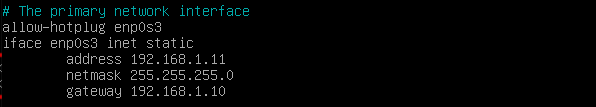 # The primary network interface
allow-hotplug enp0s3
iface enp0s3 inet static
address 192.168.1.11
netmask 255.255.255.0
gateway 192.168.1.10